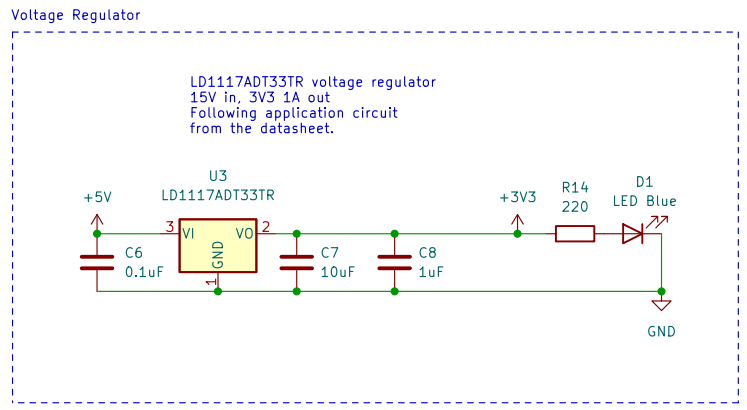 Voltage Regulator
LD1117ADT33TR voltage regulator
15V in, 3V3 1A out
Following application circuit
from the datasheet.
U3
LD1117ADT33TR
+5V
3
VI
VO
2
GND
1
C6
0.1uF
C7
10uF
C8
1uF
+3V3
R14
220
D1
LED Blue
GND